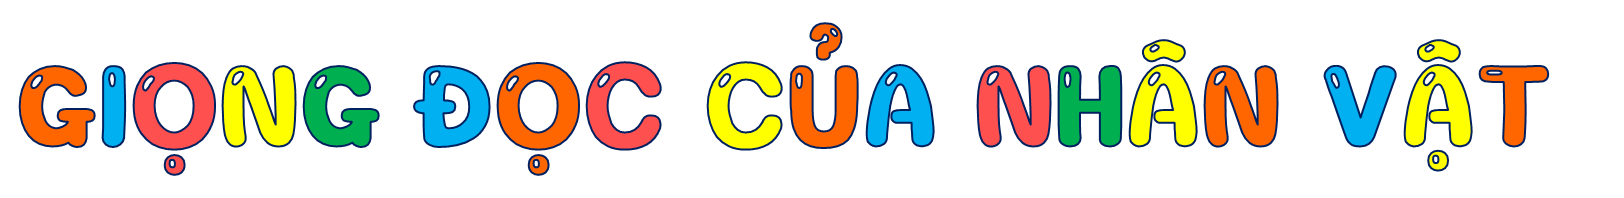 GIỌNG ĐỌC CỦA NHÂN VẬT